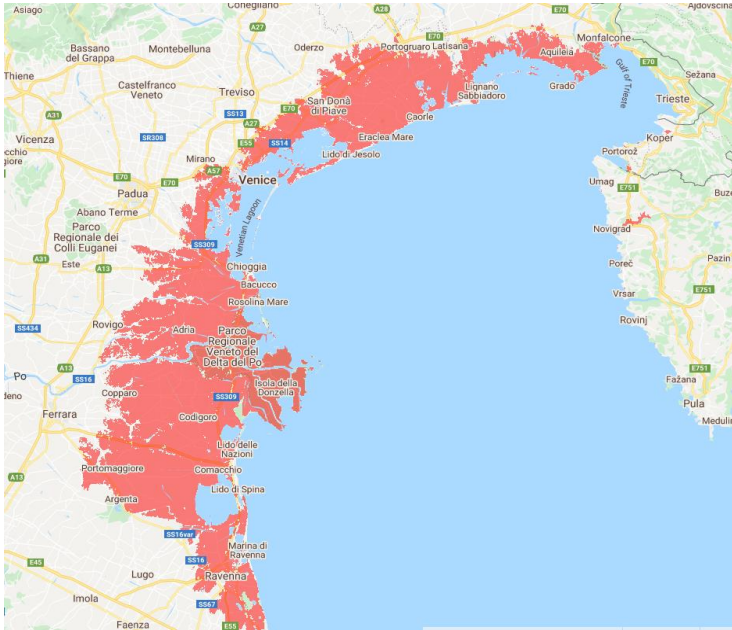 Asiago
Conegliano
Ajdovščina
A27
A28
E70
Bassano
del Grappa
Montebelluna
Oderzo
Portogruaro
Latisana
E70
Monfalcone
Aquileia
E70
Thiene
Castelfranco
Veneto
Treviso
SS13
E70
San Donà
di Piave
Lignano
Sabbiadoro
Grado
Gulf of Trieste
Sežana
Trieste
A31
A27
Caorle
Vicenza
SR308
E55
SS14
Eraclea Mare
Koper
Mirano
Lido di Jesolo
Portorož
E70
E70
A57
Venice
Umag
E751
Padua
Abano Terme
Venetian Lagoon
Parco
Regionale dei
Colli Euganei
SS309
Novigrad
A31
Este
A13
Chioggia
Poreč
Pazin
Bacucco
E751
Rosolina Mare
Vrsar
SS434
Rovigo
Adria
Parco
Regionale
Veneto del
Delta del Po
Rovinj
A13
Po
SS16
Isola della
Donzella
E751
Fažana
Copparo
SS309
Pula
Ferrara
Codigoro
Lido delle
Nazioni
Portomaggiore
Comacchio
A13
Argenta
Lido di Spina
SS16var
Marina di
Ravenna
E45
SS16
Lugo
Ravenna
Imola
SS67
Faenza
E55